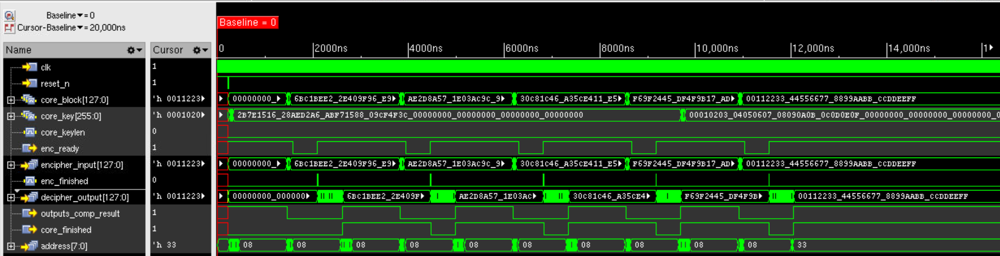 Baseline▼=0
Cursor-Baseline▼=20,000ns
Baseline = 0
Name Cursor 0 2000ns 4000ns 6000ns 8000ns 10,000ns 12,000ns 14,000ns 1
clk 1
reset_n 1
core_block[127:0] 'h 0011223 00000000_ 6BC1BEE2_2E409F96_E9 AE2D8A57_1E03AC9C_9 30C81C46_A35CE411_E5 F69F2445_DF4F9B17_AD 00112233_44556677_8899AABB_CCDDEEFF
core_key[255:0] 'h 0001020 2B7E1516_28AED2A6_ABF71588_09CF4F3C_00000000_00000000_00000000_00000000 00010203_04050607_08090A0B_0C0D0E0F_00000000_00000000_00000000_0
core_keylen 0
enc_ready 1
encipher_input[127:0] 'h 0011223 00000000_ 6BC1BEE2_2E409F96_E9 AE2D8A57_1E03AC9C_9 30C81C46_A35CE411_E5 F69F2445_DF4F9B17_AD 00112233_44556677_8899AABB_CCDDEEFF
enc_finished 0
decipher_output[127:0] 'h 0011223 00000000_000000 6BC1BEE2_2E409F AE2D8A57_1E03AC 30C81C46_A35CE4 F69F2445_DF4F9B 00112233_44556677_8899AABB_CCDDEEFF
outputs_comp_result 1
core_finished 1
address[7:0] 'h 33 08 08 08 08 08 08 08 08 08 08 33